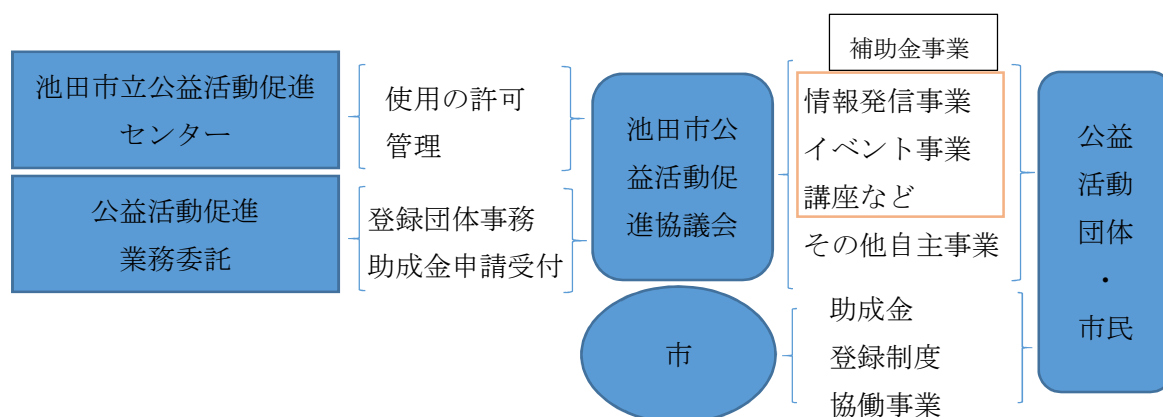 池田市立公益活動促進
センター
使用の許可
管理
公益活動促進
業務委託
登録団体事務
助成金申請受付
池田市公
益活動促
進協議会
補助金事業
情報発信事業
イベント事業
講座など
その他自主事業
市
助成金
登録制度
協働事業
公益
活動
団体
・
市民